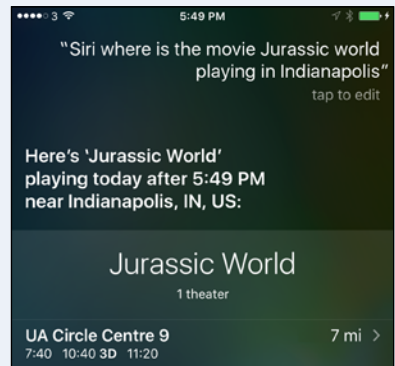 3 5:49 PM
“Siri where is the movie Jurassic world
playing in Indianapolis”
tap to edit
Here’s ‘Jurassic World’
playing today after 5:49 PM
near Indianapolis, IN, US:
Jurassic World
1 theater
UA Circle Centre 9 7 mi >
7:40 10:40 3D 11:20